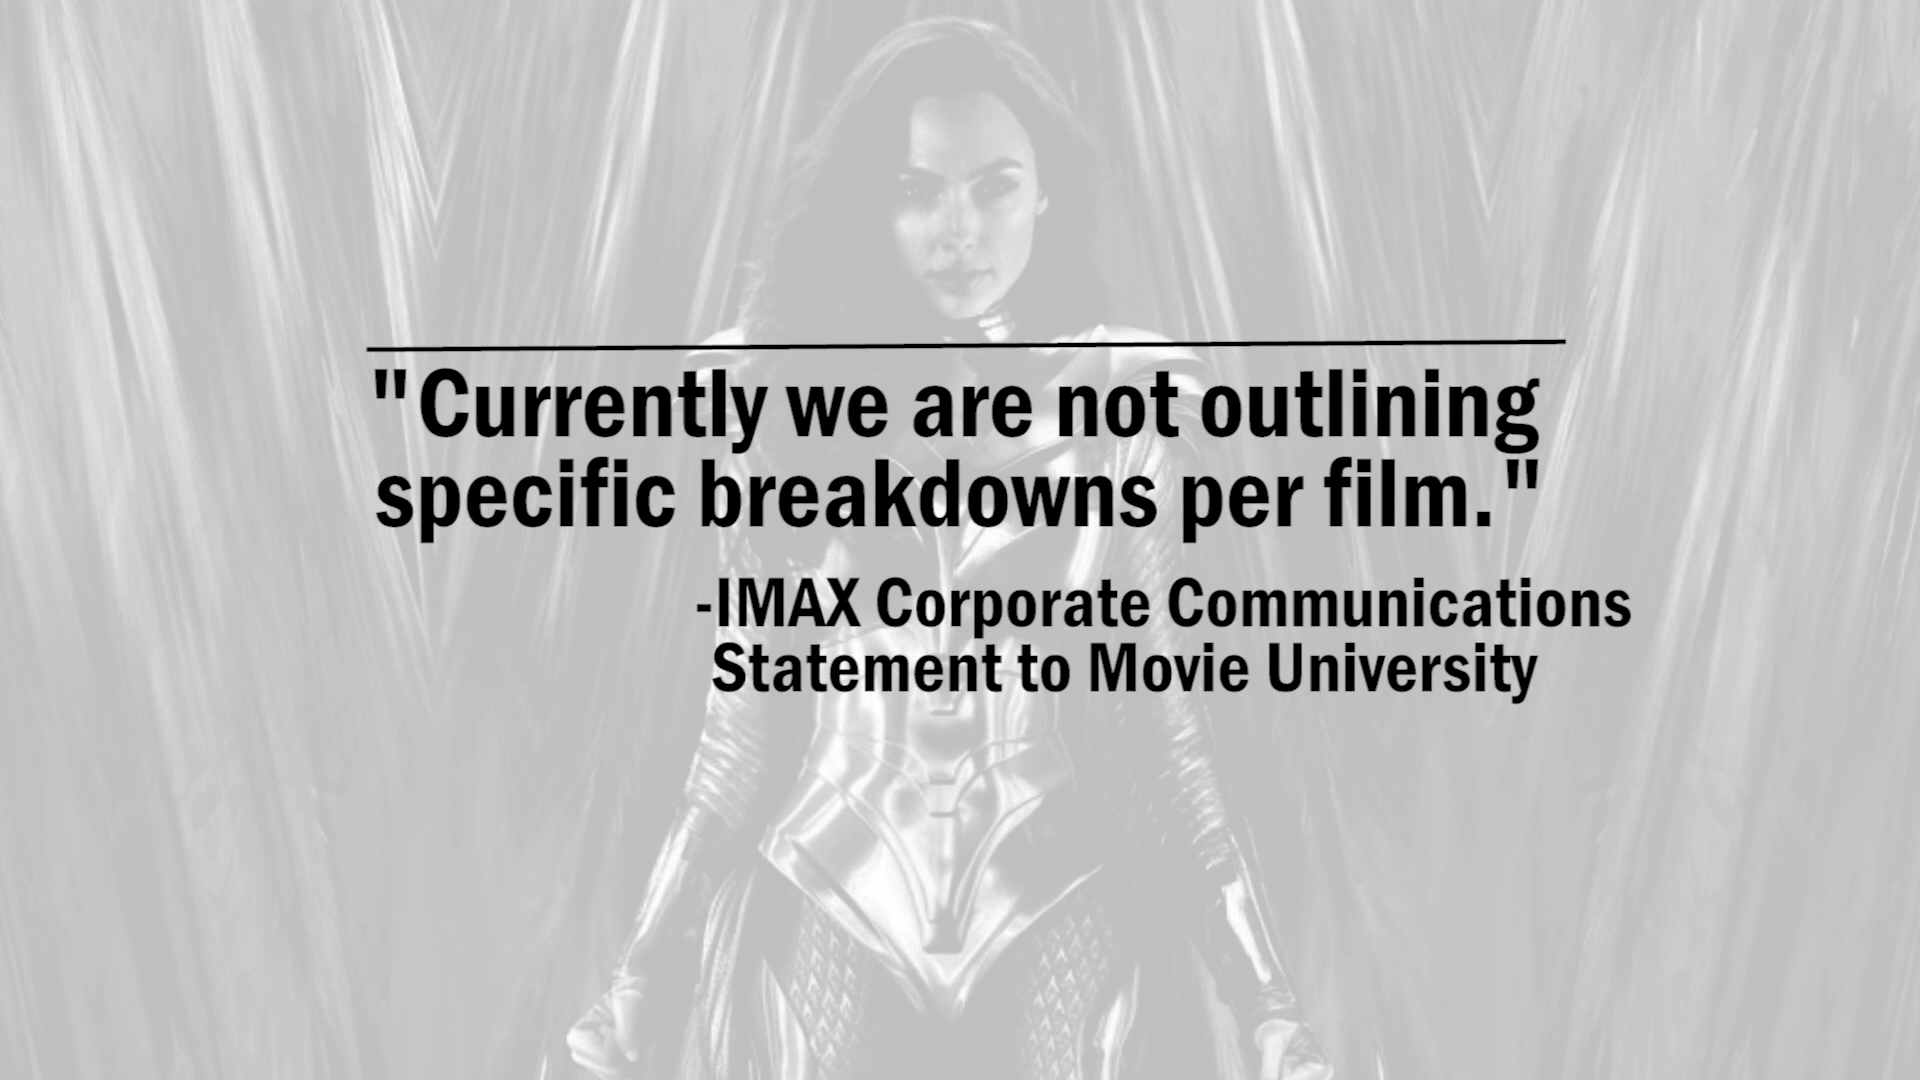 "Currently we are not outlining
specific breakdowns per film."
-IMAX Corporate Communications
Statement to Movie University